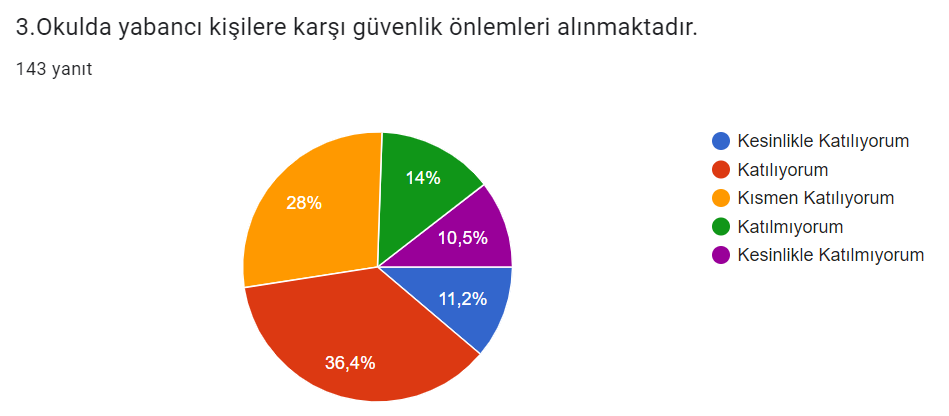 3.Okulda yabancı kişilere karşı güvenlik önlemleri alınmaktadır.
143 yanıt
Kesinlikle Katılıyorum
Katılıyorum
Kısmen Katılıyorum
Katılmıyorum
Kesinlikle Katılmıyorum
14%
28%
10,5%
11,2%
36,4%